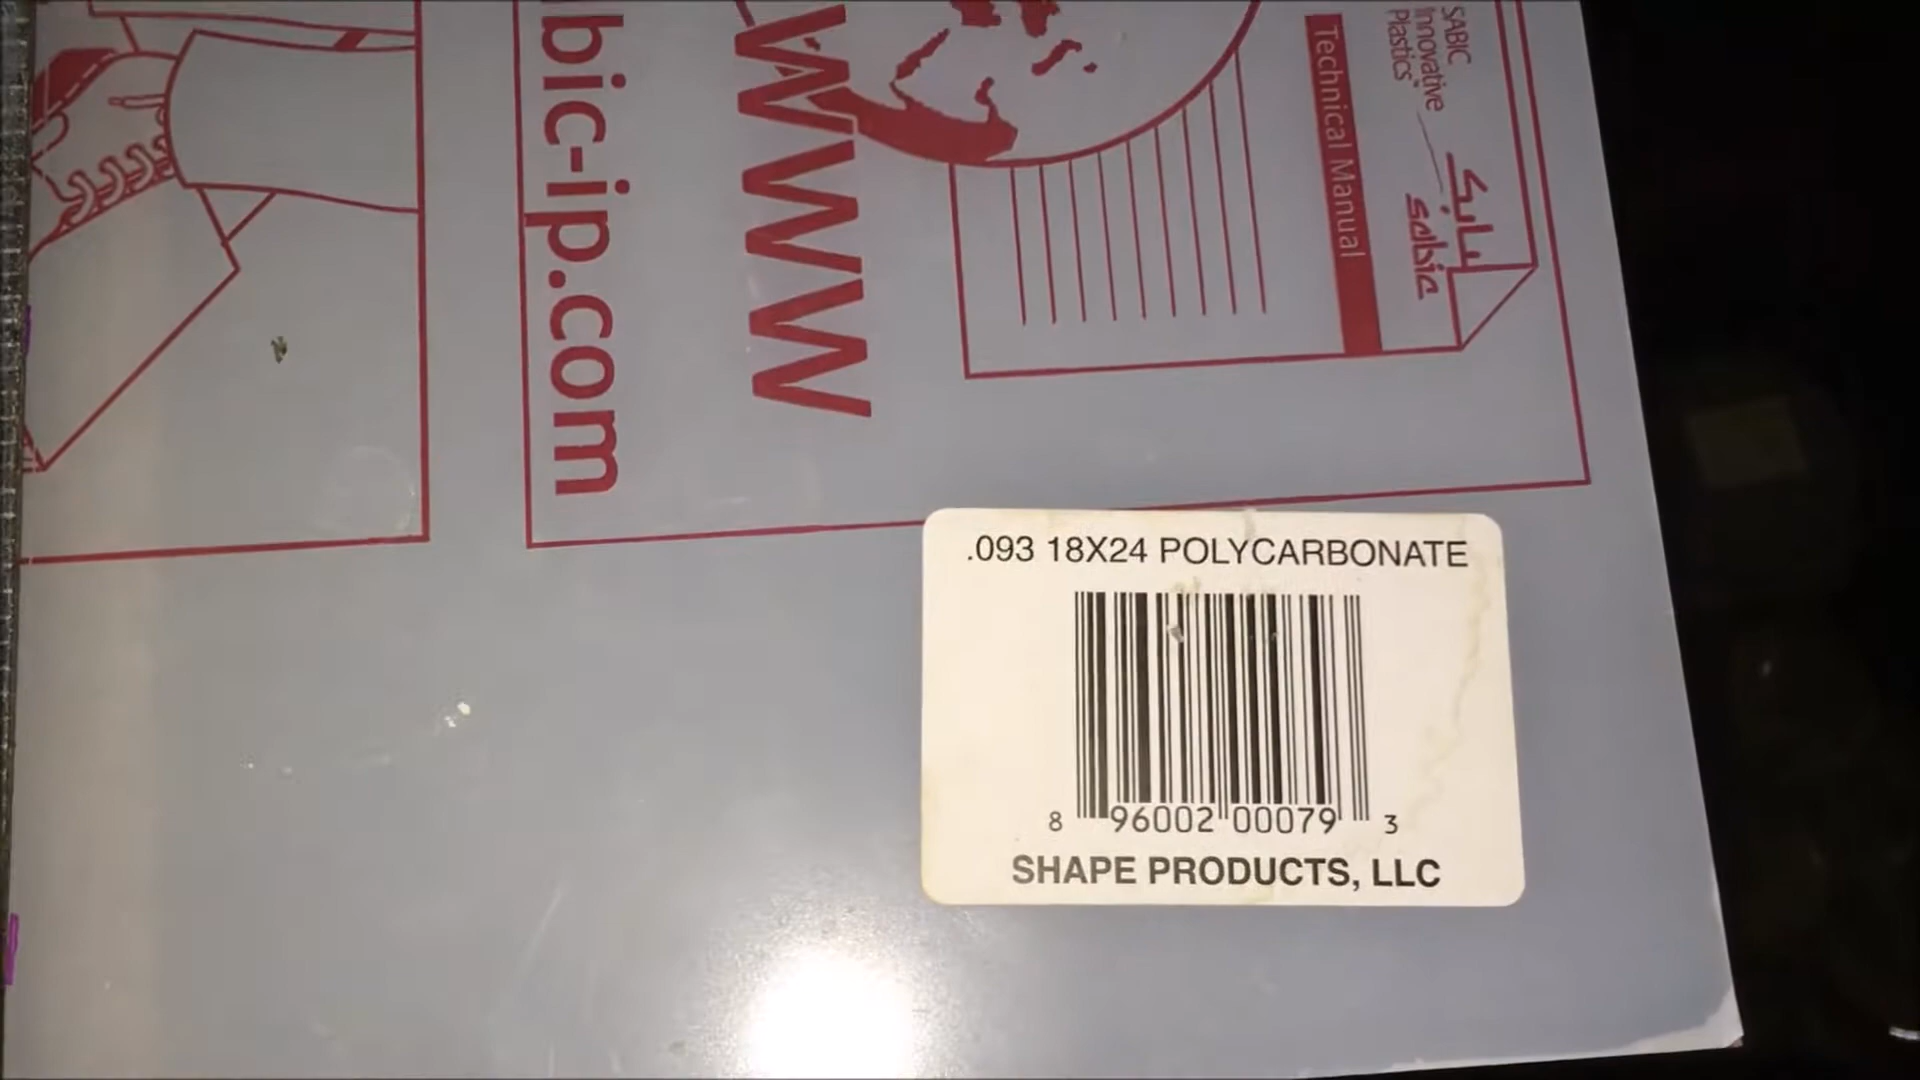 bic-ip.com
WWW
Technical Manual
SABIC
Innovative
Plastics™
سابك
sabic
.093 18X24 POLYCARBONATE
8 96002 00079 3
SHAPE PRODUCTS, LLC